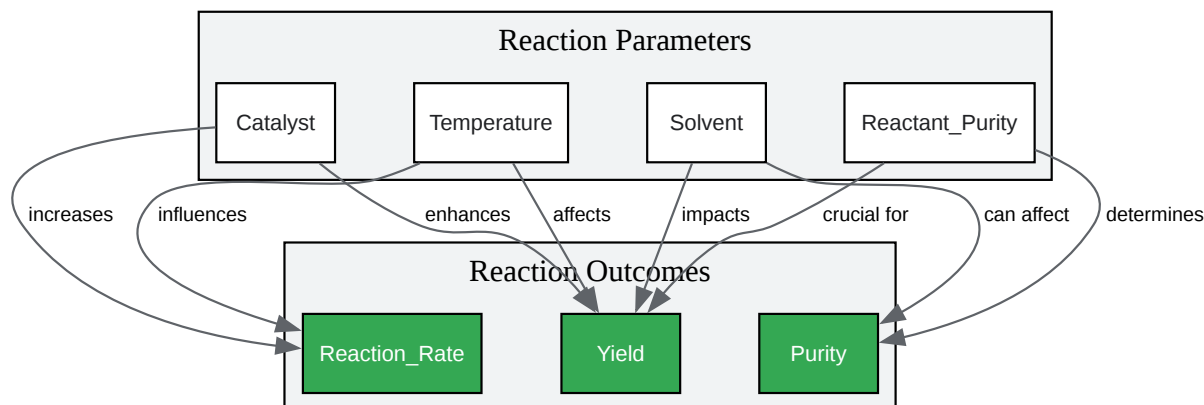 Reaction Parameters
Catalyst
Temperature
Solvent
Reactant_Purity
increases
influences
enhances
affects
impacts
crucial for
can affect
determines
Reaction Outcomes
Reaction_Rate
Yield
Purity